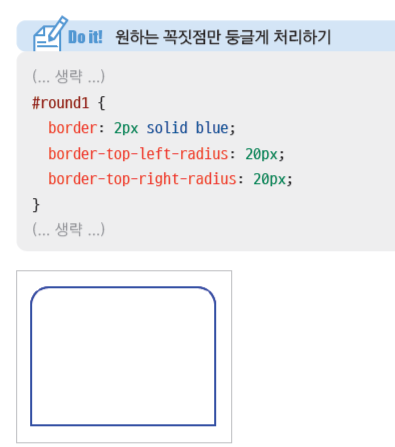 Do it! 원하는 꼭짓점만 둥글게 처리하기
(... 생략 ...)
#round1 {
  border: 2px solid blue;
  border-top-left-radius: 20px;
  border-top-right-radius: 20px;
}
(... 생략 ...)